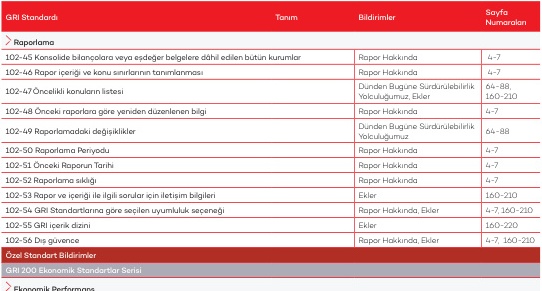 GRI Standardı Tanım Bildirimler Sayfa Numaraları
Raporlama
102-45 Konsolide bilançolara veya eşdeğer belgelere dâhil edilen bütün kurumlar Rapor Hakkında 4-7
102-46 Rapor içeriği ve konu sınırlarının tanımlanması Rapor Hakkında 4-7
102-47 Öncelikli konuların listesi Dünden Bugüne Sürdürülebilirlik Yolculuğumuz, Ekler 64-88, 160-210
102-48 Önceki raporlara göre yeniden düzenlenen bilgi Rapor Hakkında 4-7
102-49 Raporlamadaki değişiklikler Dünden Bugüne Sürdürülebilirlik Yolculuğumuz 64-88
102-50 Raporlama Periyodu Rapor Hakkında 4-7
102-51 Önceki Raporun Tarihi Rapor Hakkında 4-7
102-52 Raporlama sıklığı Rapor Hakkında 4-7
102-53 Rapor ve içeriği ile ilgili sorular için iletişim bilgileri Ekler 160-210
102-54 GRI Standartlarına göre seçilen uyumluluk seçeneği Rapor Hakkında, Ekler 4-7, 160-210
102-55 GRI içerik dizini Ekler 160-220
102-56 Dış güvence Rapor Hakkında, Ekler 4-7, 160-210
Özel Standart Bildirimler
GRI 200 Ekonomik Standartlar Serisi
Ekonomik Performans